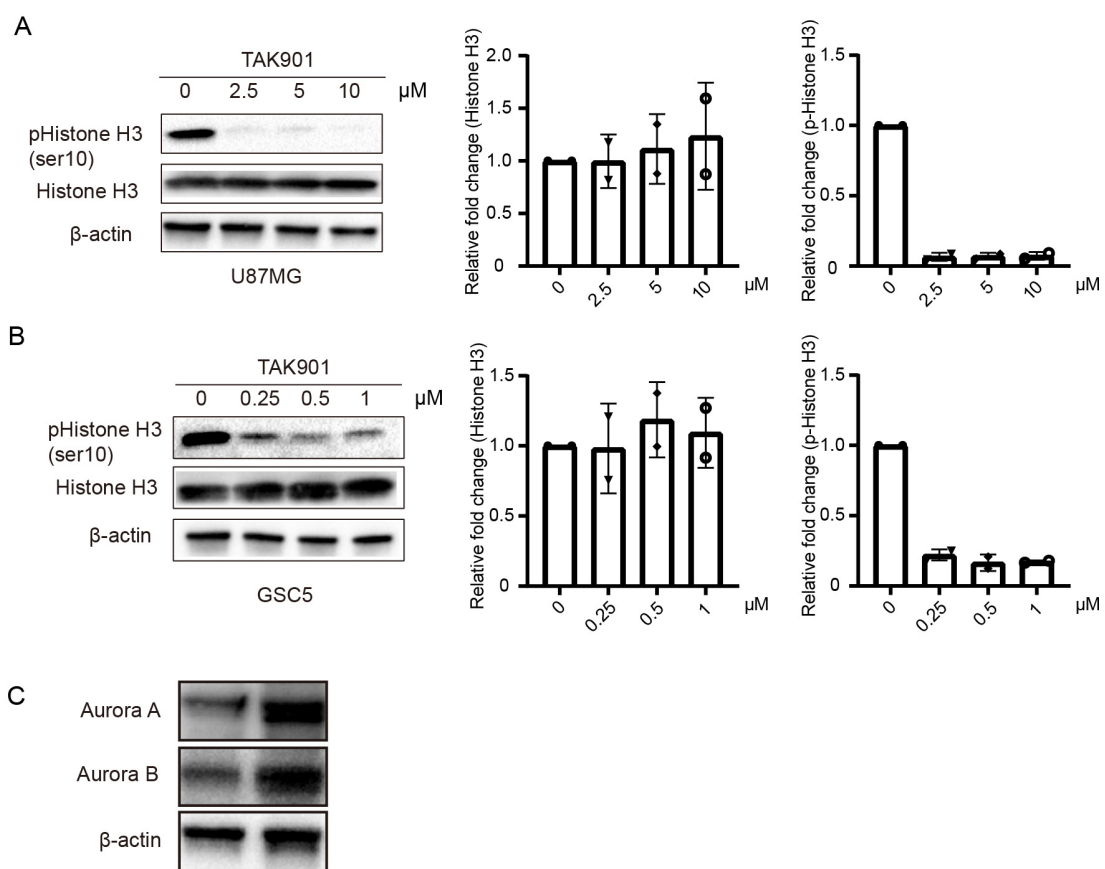 A
TAK901
0 2.5 5 10 μM
pHistone H3
(ser10)
Histone H3
β-actin
U87MG
Relative fold change (Histone H3)
2.0
1.5
1.0
0.5
0
0 2.5 5 10 μM
Relative fold change (p-Histone H3)
1.5
1.0
0.5
0
0 2.5 5 10 μM
B
TAK901
0 0.25 0.5 1 μM
pHistone H3
(ser10)
Histone H3
β-actin
GSC5
Relative fold change (Histone H3)
1.5
1.0
0.5
0
0 0.25 0.5 1 μM
Relative fold change (p-Histone H3)
1.5
1.0
0.5
0
0 0.25 0.5 1 μM
C
Aurora A
Aurora B
β-actin